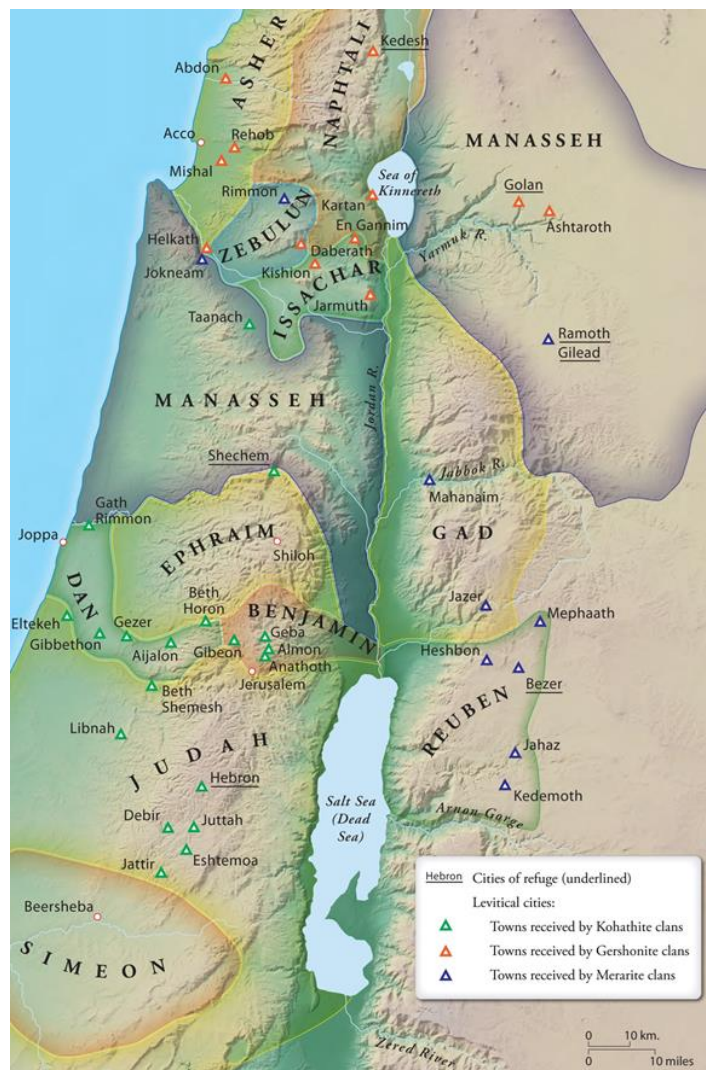 ASHER
NAPHTALI
Kedesh
Abdon
MANASSEH
Acco
Rehob
Mishal
Sea of
Kinnereth
Rimmon
Golan
Kartan
Ashtaroth
ZEBULUN
En Gannim
Helkath
Daberath
Yarmuk R.
Jokneam
Kishion
ISSACHAR
Jarmuth
Taanach
Ramoth
Gilead
Jordan R.
MANASSEH
Shechem
Jabbok R.
Mahanaim
Gath
Rimmon
Joppa
EPHRAIM
Shiloh
GAD
DAN
Beth
Horon
BENJAMIN
Jazer
Mephaath
Eltekeh
Gezer
Geba
Gibbethon
Aijalon
Gibeon
Almon
Anathoth
Heshbon
Jerusalem
Bezer
Beth
Shemesh
REUBEN
Libnah
JUDAH
Jahaz
Hebron
Kedemoth
Salt Sea
(Dead
Sea)
Arnon Gorge
Debir
Juttah
Eshtemoa
Jattir
Hebron Cities of refuge (underlined)
Levitical cities:
Towns received by Kohathite clans
Towns received by Gershonite clans
Towns received by Merarite clans
Beersheba
SIMEON
Zered River
0 10 km.
0 10 miles